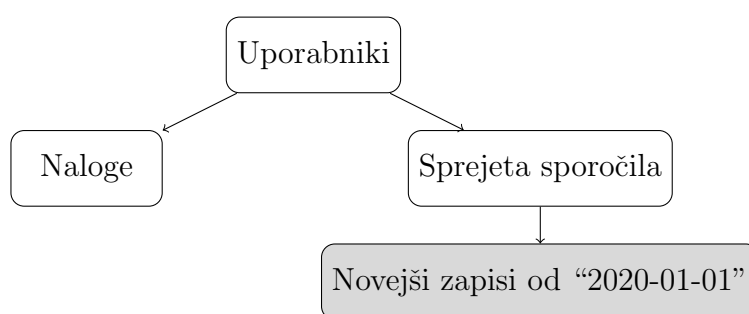 Uporabniki
Naloge
Sprejeta sporočila
Novejši zapisi od “2020-01-01”